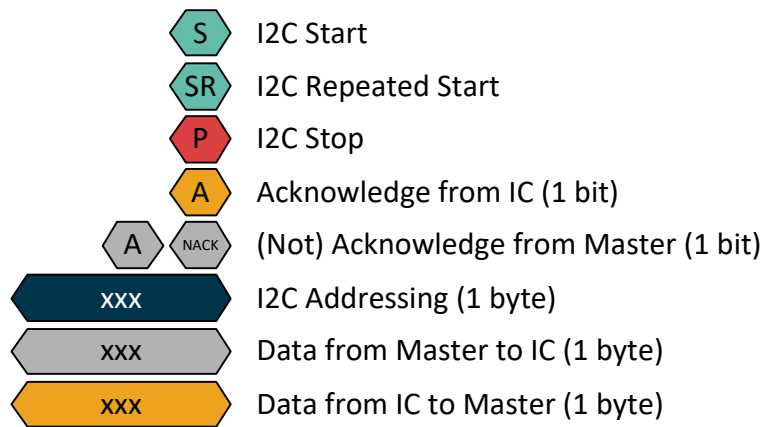 S I2C Start
SR I2C Repeated Start
P I2C Stop
A Acknowledge from IC (1 bit)
A NACK (Not) Acknowledge from Master (1 bit)
xxx I2C Addressing (1 byte)
xxx Data from Master to IC (1 byte)
xxx Data from IC to Master (1 byte)